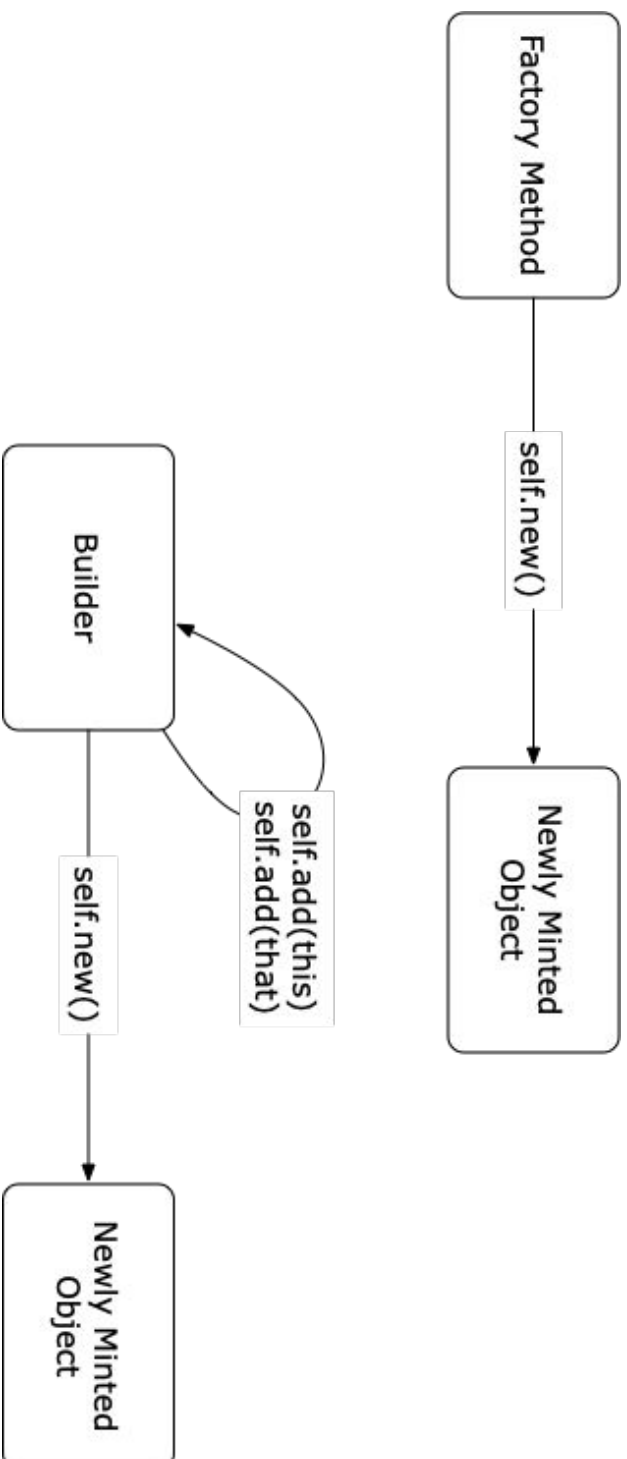 Factory Method
self.new()
Newly Minted
Object
Builder
self.add(this)
self.add(that)
self.new()
Newly Minted
Object